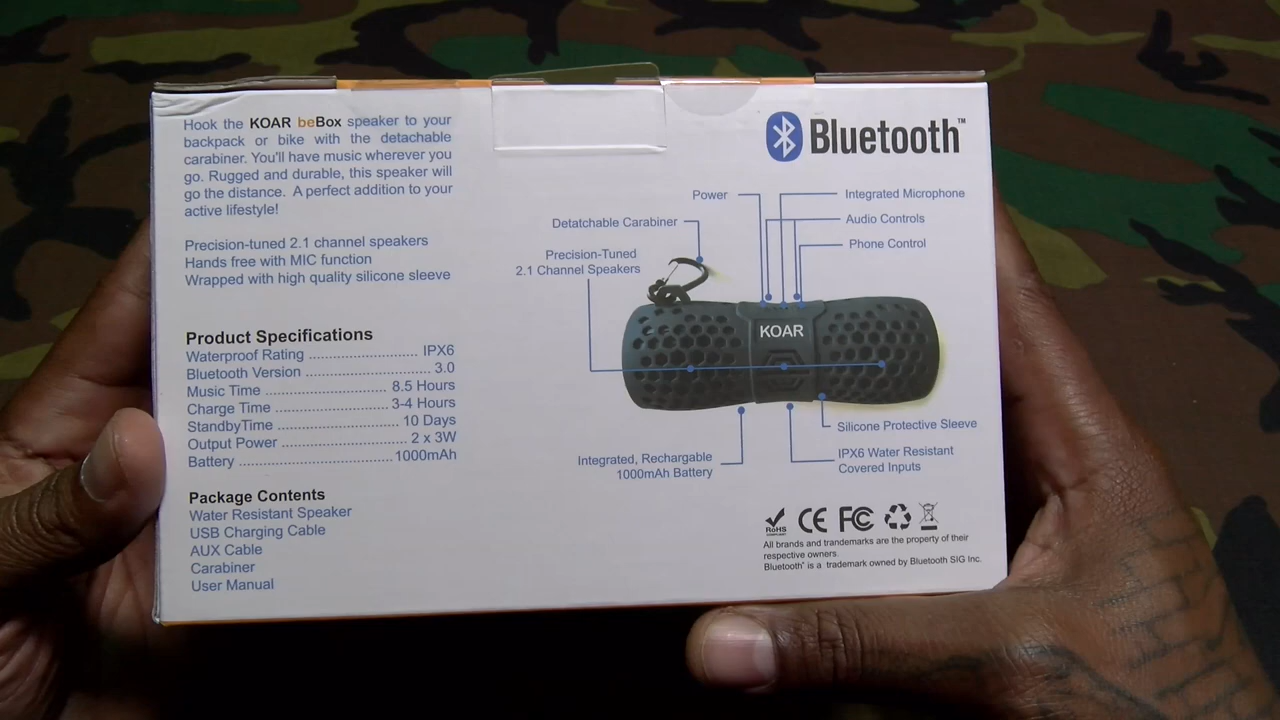 Hook the KOAR beBox speaker to your
backpack or bike with the detachable
carabiner. You'll have music wherever you
go. Rugged and durable, this speaker will
go the distance. A perfect addition to your
active lifestyle!
Precision-tuned 2.1 channel speakers
Hands free with MIC function
Wrapped with high quality silicone sleeve
Product Specifications
Waterproof Rating ............................ IPX6
Bluetooth Version ................................ 3.0
Music Time ............................... 8.5 Hours
Charge Time ............................. 3-4 Hours
StandbyTime ............................... 10 Days
Output Power ................................. 2 x 3W
Battery ........................................ 1000mAh
Package Contents
Water Resistant Speaker
USB Charging Cable
AUX Cable
Carabiner
User Manual
Bluetooth™
Power
Integrated Microphone
Detatchable Carabiner
Audio Controls
Phone Control
Precision-Tuned
2.1 Channel Speakers
KOAR
Silicone Protective Sleeve
Integrated, Rechargable
1000mAh Battery
IPX6 Water Resistant
Covered Inputs
RoHS
COMPLIANT
CE FC
All brands and trandemarks are the property of their
respective owners.
Bluetooth® is a trademark owned by Bluetooth SIG Inc.